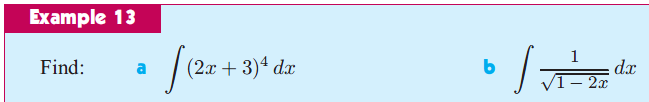 Example 13
Find: a ∫(2x + 3)⁴ dx b ∫ 1/√(1 − 2x) dx